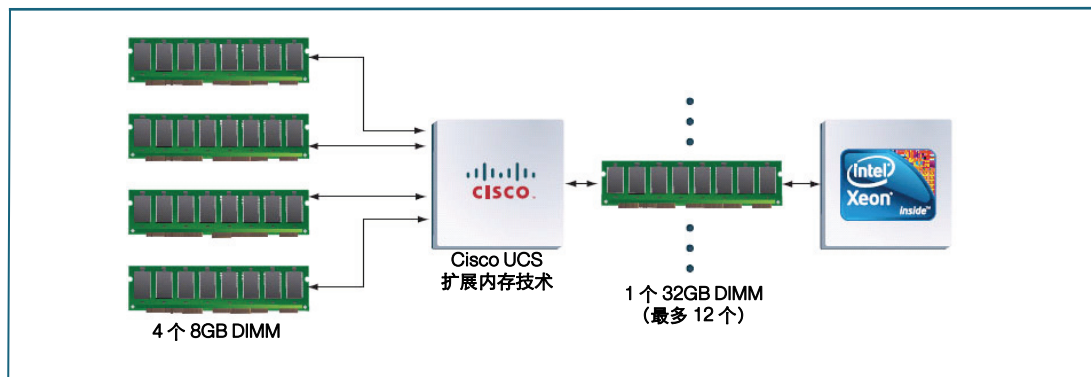 CISCO.
Cisco UCS
扩展内存技术
4 个 8GB DIMM
1 个 32GB DIMM
（最多 12 个）
intel
Xeon®
inside™